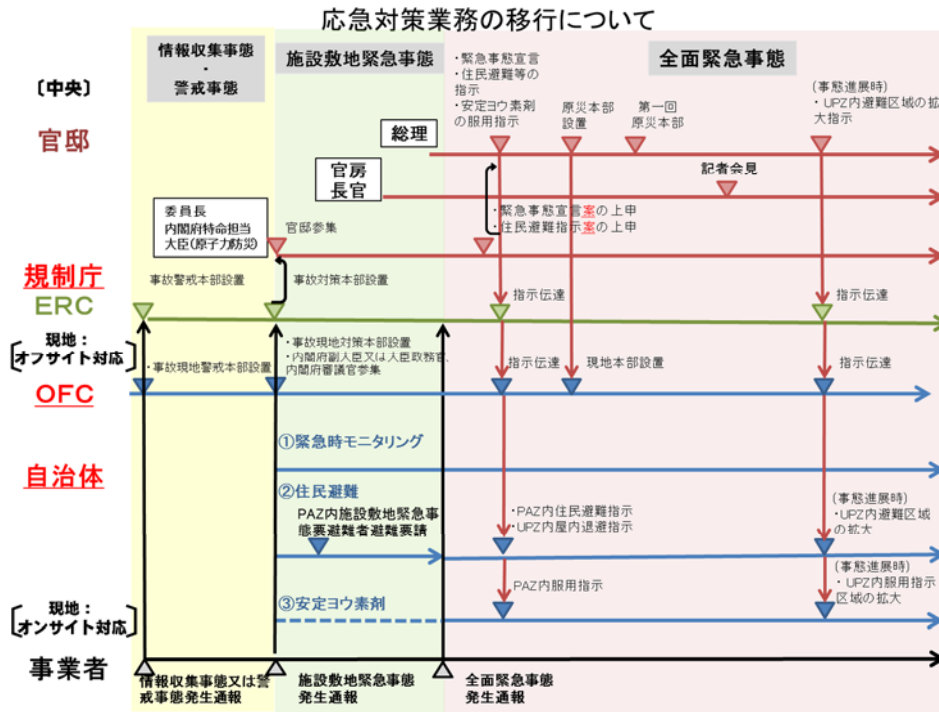 応急対策業務の移行について
情報収集事態
・
警戒事態
施設敷地緊急事態
全面緊急事態
〔中央〕
官邸
・緊急事態宣言
・住民避難等の
指示
・安定ヨウ素剤
の服用指示
原災本部
設置
第一回
原災本部
(事態進展時)
・UPZ内避難区域の拡
大指示
総理
官房
長官
記者会見
委員長
内閣府特命担当
大臣(原子力防災)
官邸参集
・緊急事態宣言案の上申
・住民避難指示案の上申
規制庁
ERC
事故警戒本部設置
事故対策本部設置
指示伝達
指示伝達
現地：
オフサイト対応
OFC
・事故現地警戒本部設置
・事故現地対策本部設置
・内閣府副大臣又は大臣政務官、
内閣府審議官参集
指示伝達
現地本部設置
指示伝達
自治体
①緊急時モニタリング
②住民避難
PAZ内施設敷地緊急事
態要避難者避難要請
・PAZ内住民避難指示
・UPZ内屋内退避指示
(事態進展時)
・UPZ内避難区域
の拡大
③安定ヨウ素剤
PAZ内服用指示
(事態進展時)
・UPZ内服用指示
区域の拡大
現地：
オンサイト対応
事業者
情報収集事態又は警
戒事態発生通報
施設敷地緊急事態
発生通報
全面緊急事態
発生通報